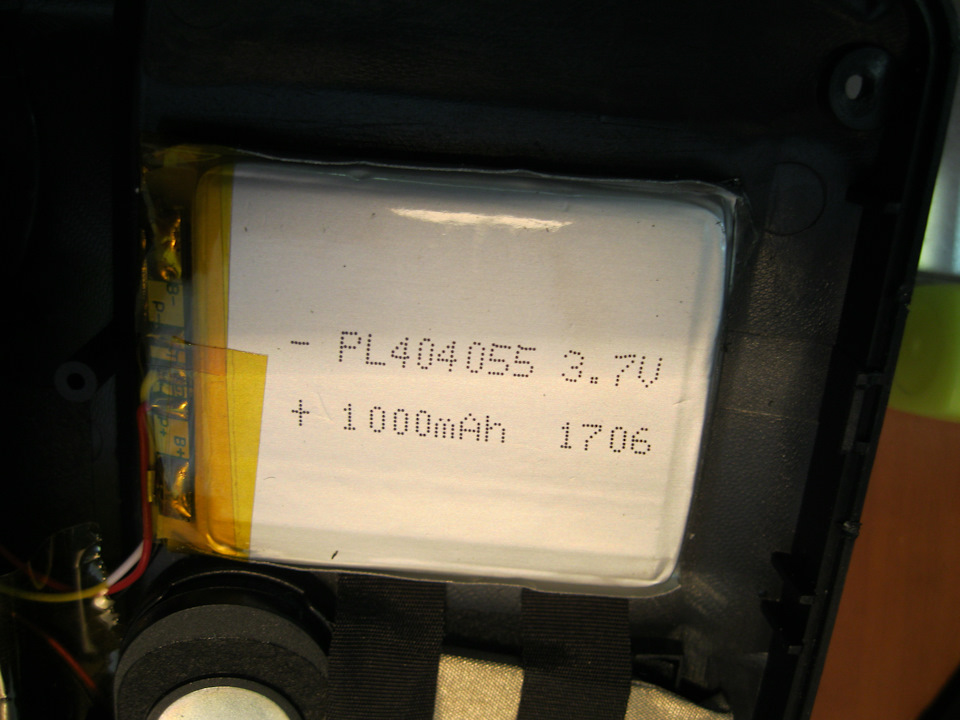 - PL404055 3.7V
+ 1000mAh 1706
B-
P-
P+
B+